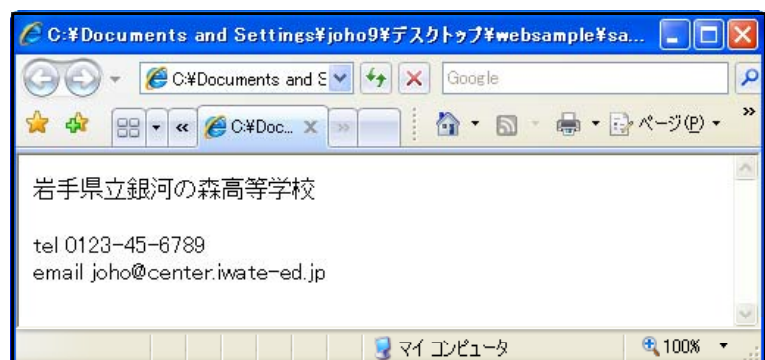 C:¥Documents and Settings¥joho9¥デスクトップ¥websample¥sa...
C:¥Documents and S
Google
C:¥Doc...
ページ(P)
岩手県立銀河の森高等学校
tel 0123-45-6789
email joho@center.iwate-ed.jp
マイ コンピュータ
100%